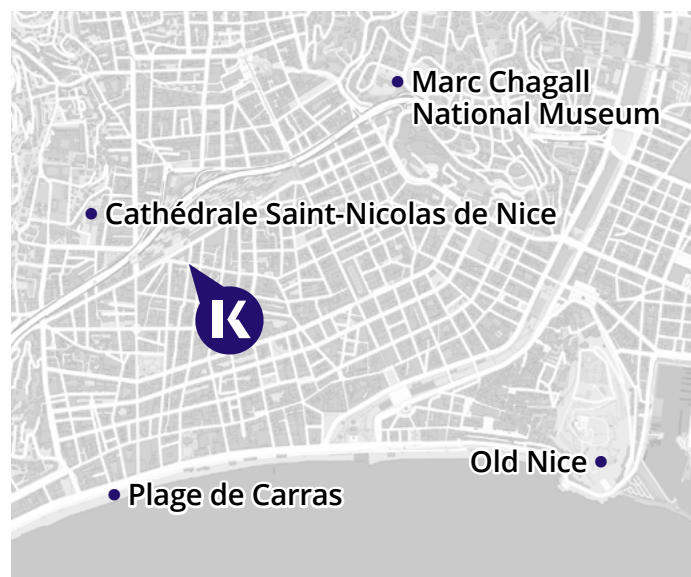 Marc Chagall
National Museum
Cathédrale Saint-Nicolas de Nice
K
Old Nice
Plage de Carras